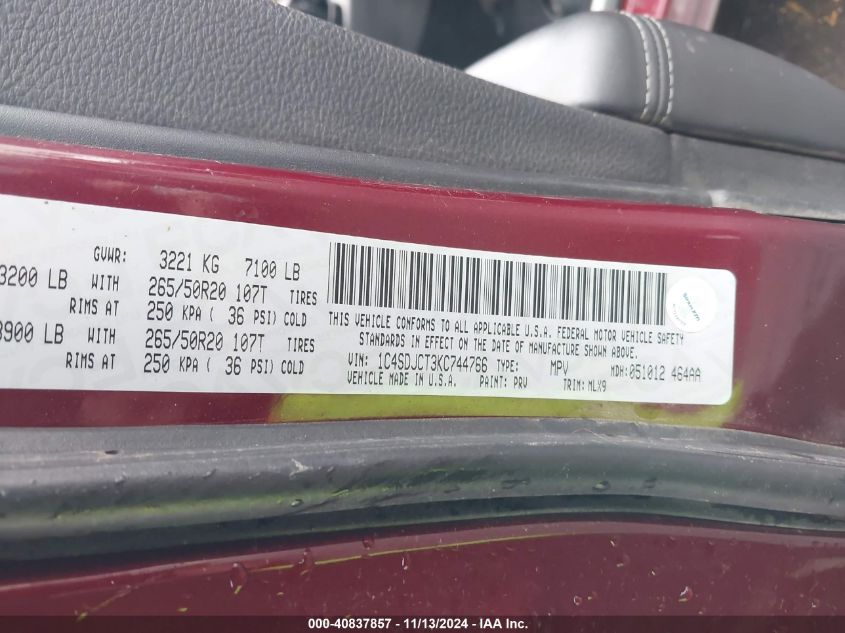 GVWR: 3221 KG 7100 LB
3200 LB WITH 265/50R20 107T TIRES
RIMS AT 250 KPA ( 36 PSI) COLD
3900 LB WITH 265/50R20 107T TIRES
RIMS AT 250 KPA ( 36 PSI) COLD
THIS VEHICLE CONFORMS TO ALL APPLICABLE U.S.A. FEDERAL MOTOR VEHICLE SAFETY
STANDARDS IN EFFECT ON THE DATE OF MANUFACTURE SHOWN ABOVE.
VIN: 1C4SDJCT3KC744766 TYPE: MPV MDH:051012 464AA
VEHICLE MADE IN U.S.A. PAINT: PRV TRIM: MLX9
000-40837857 - 11/13/2024 - IAA Inc.